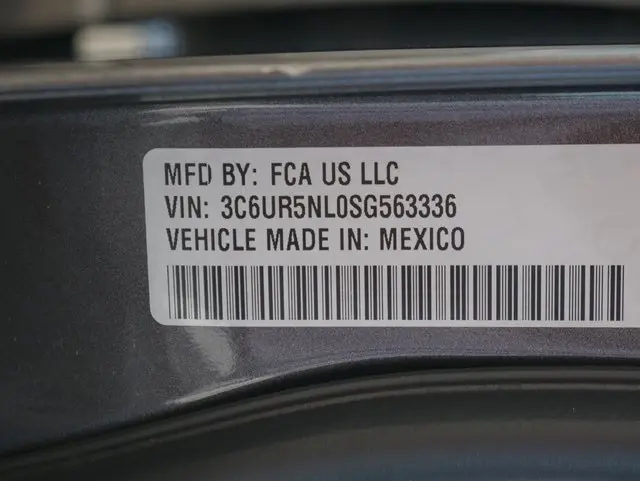 MFD BY: FCA US LLC
VIN: 3C6UR5NL0SG563336
VEHICLE MADE IN: MEXICO